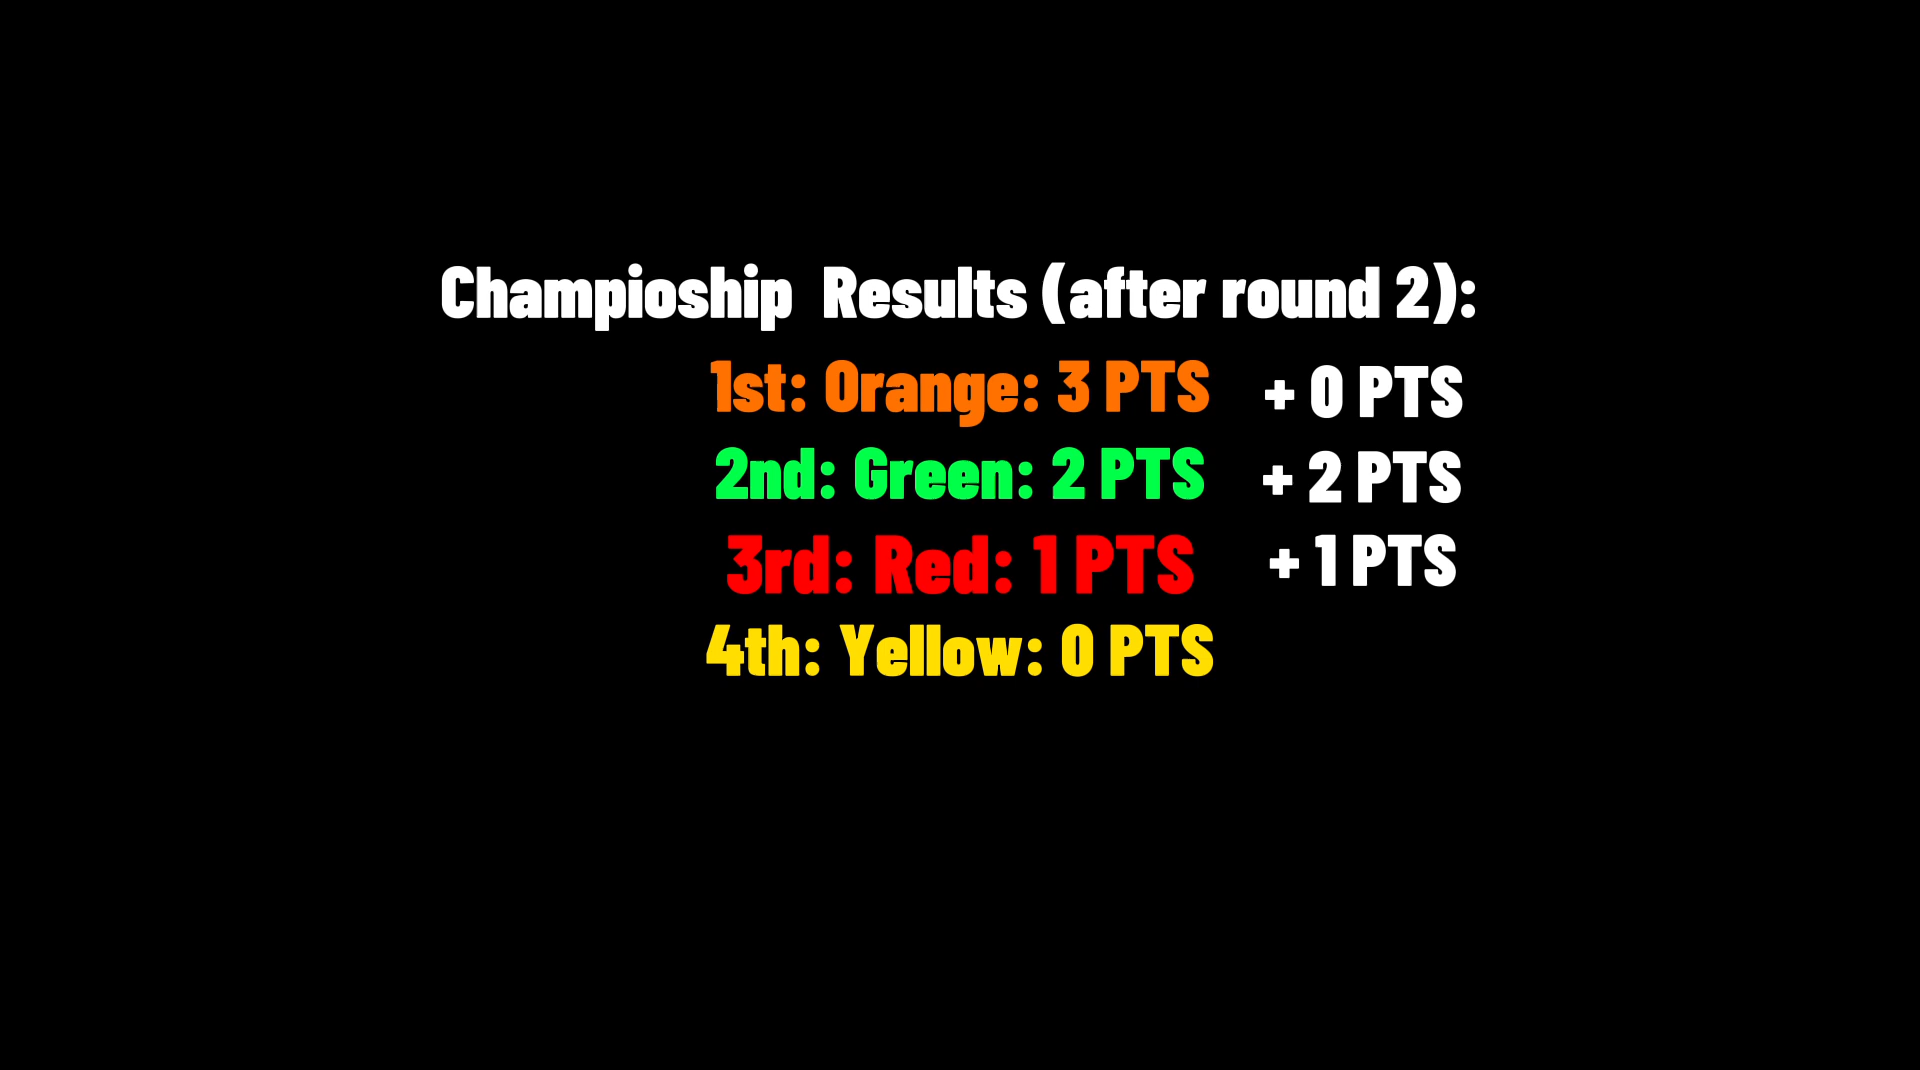 Champioship  Results (after round 2):
1st: Orange: 3 PTS + 0 PTS
2nd: Green: 2 PTS + 2 PTS
3rd: Red: 1 PTS + 1 PTS
4th: Yellow: 0 PTS